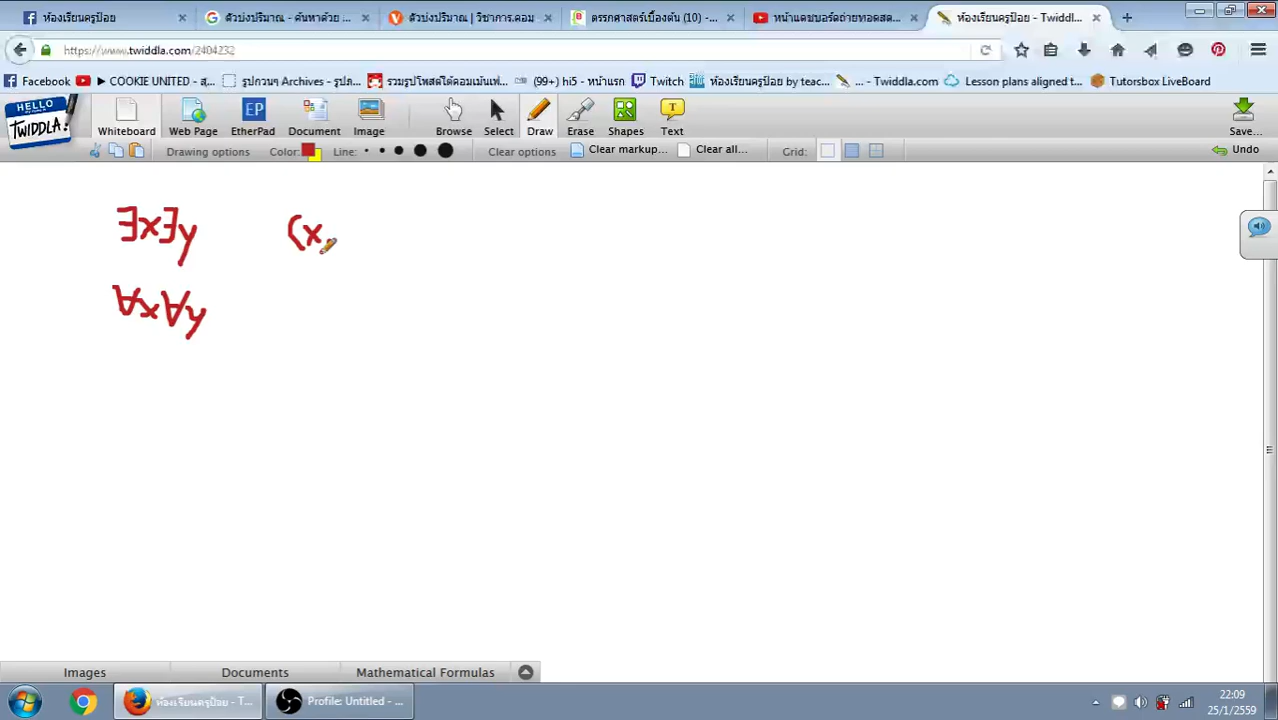 ห้องเรียนครูป้อย
ตัวบ่งปริมาณ - ค้นหาด้วย ...
ตัวบ่งปริมาณ | วิชาการ.คอม
ตรรกศาสตร์เบื้องต้น (10) -...
หน้าแดชบอร์ดถ่ายทอดสด...
ห้องเรียนครูป้อย - Twiddl...
https://www.twiddla.com/2404232
Facebook ▶ COOKIE UNITED - สุ... รูปกวนๆ Archives - รูปก... รวมรูปโพสต์ใต้คอมเม้นเเฟ... (99+) hi5 - หน้าแรก Twitch ห้องเรียนครูป้อย by teac... ... - Twiddla.com Lesson plans aligned t... Tutorsbox LiveBoard
HELLO
my name is
TWIDDLA!
Whiteboard Web Page EtherPad Document Image Browse Select Draw Erase Shapes Text Save...
EP T
Drawing options Color: Line: Clear options Clear markup... Clear all... Grid: Undo
∃x∃y (x,
∀x∀y
Images Documents Mathematical Formulas
ห้องเรียนครูป้อย - T... Profile: Untitled - ...
22:09
25/1/2559